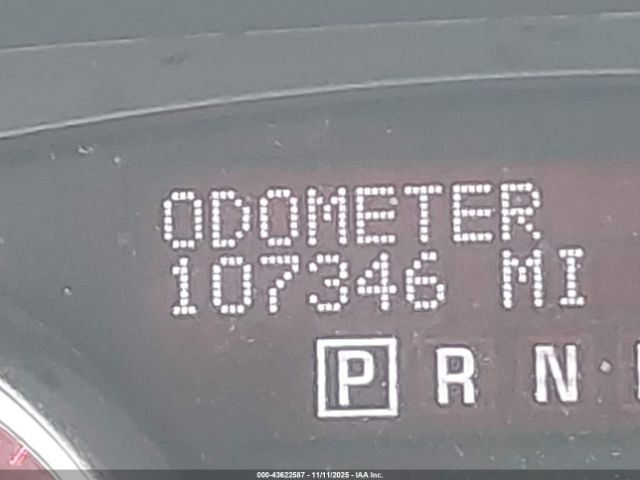 ODOMETER
107346 MI
P R N
000-43622587 - 11/11/2025 - IAA Inc.